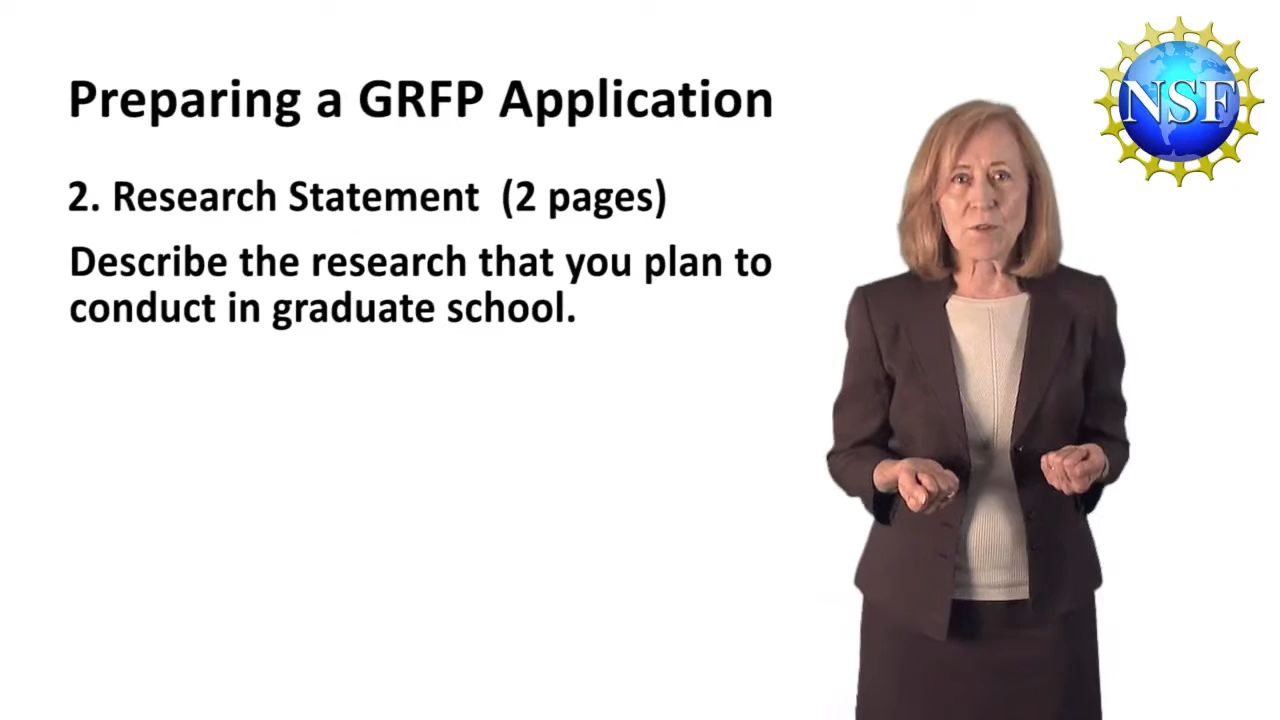 Preparing a GRFP Application
NSF
2. Research Statement (2 pages)
Describe the research that you plan to
conduct in graduate school.